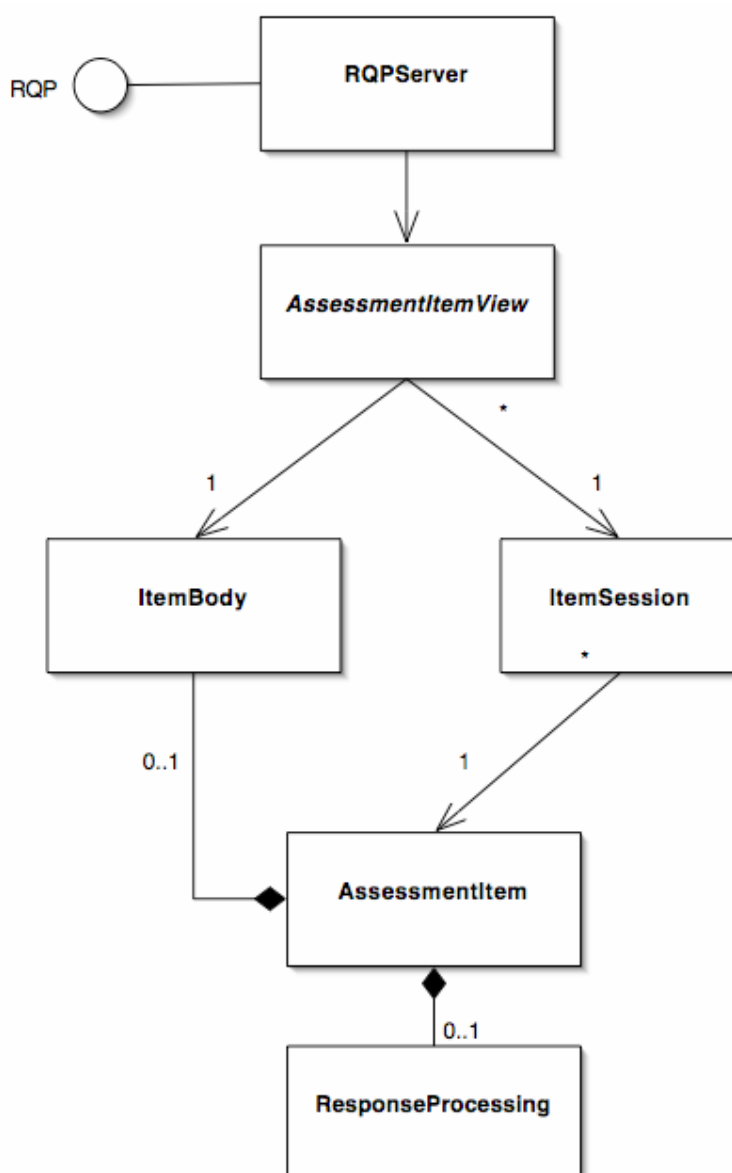 RQPServer
RQP
AssessmentItemView
*
1
1
ItemBody
ItemSession
*
0..1
1
AssessmentItem
0..1
ResponseProcessing